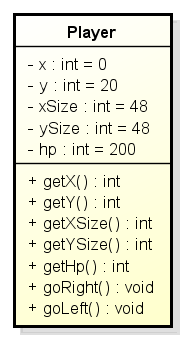 Player
- x : int = 0
- y : int = 20
- xSize : int = 48
- ySize : int = 48
- hp : int = 200
+ getX() : int
+ getY() : int
+ getXSize() : int
+ getYSize() : int
+ getHp() : int
+ goRight() : void
+ goLeft() : void